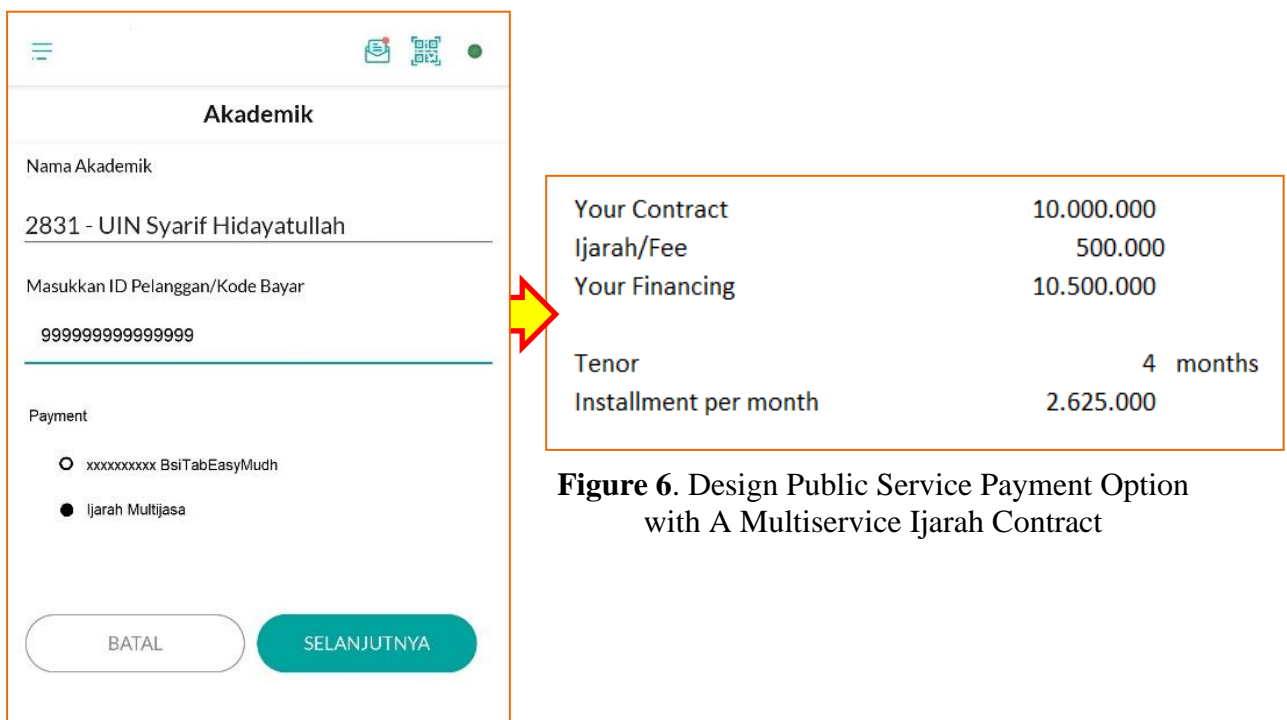 Akademik
Nama Akademik
2831 - UIN Syarif Hidayatullah
Masukkan ID Pelanggan/Kode Bayar
999999999999999
Payment
xxxxxxxxxx BsiTabEasyMudh
Ijarah Multijasa
BATAL
SELANJUTNYA
Your Contract 10.000.000
Ijarah/Fee 500.000
Your Financing 10.500.000
Tenor 4 months
Installment per month 2.625.000
Figure 6. Design Public Service Payment Option
with A Multiservice Ijarah Contract